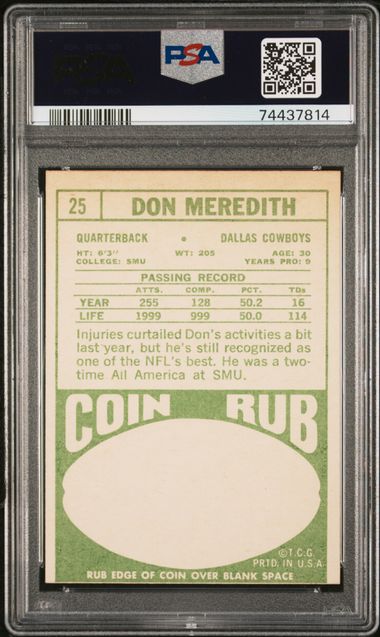 PSA
74437814
25 DON MEREDITH
QUARTERBACK • DALLAS COWBOYS
HT: 6'3" WT: 205 AGE: 30
COLLEGE: SMU YEARS PRO: 9
PASSING RECORD
ATTS. COMP. PCT. TDs
YEAR 255 128 50.2 16
LIFE 1999 999 50.0 114
Injuries curtailed Don's activities a bit
last year, but he's still recognized as
one of the NFL's best. He was a two-
time All America at SMU.
COIN RUB
©T.C.G.
PRTD. IN U.S.A.
RUB EDGE OF COIN OVER BLANK SPACE